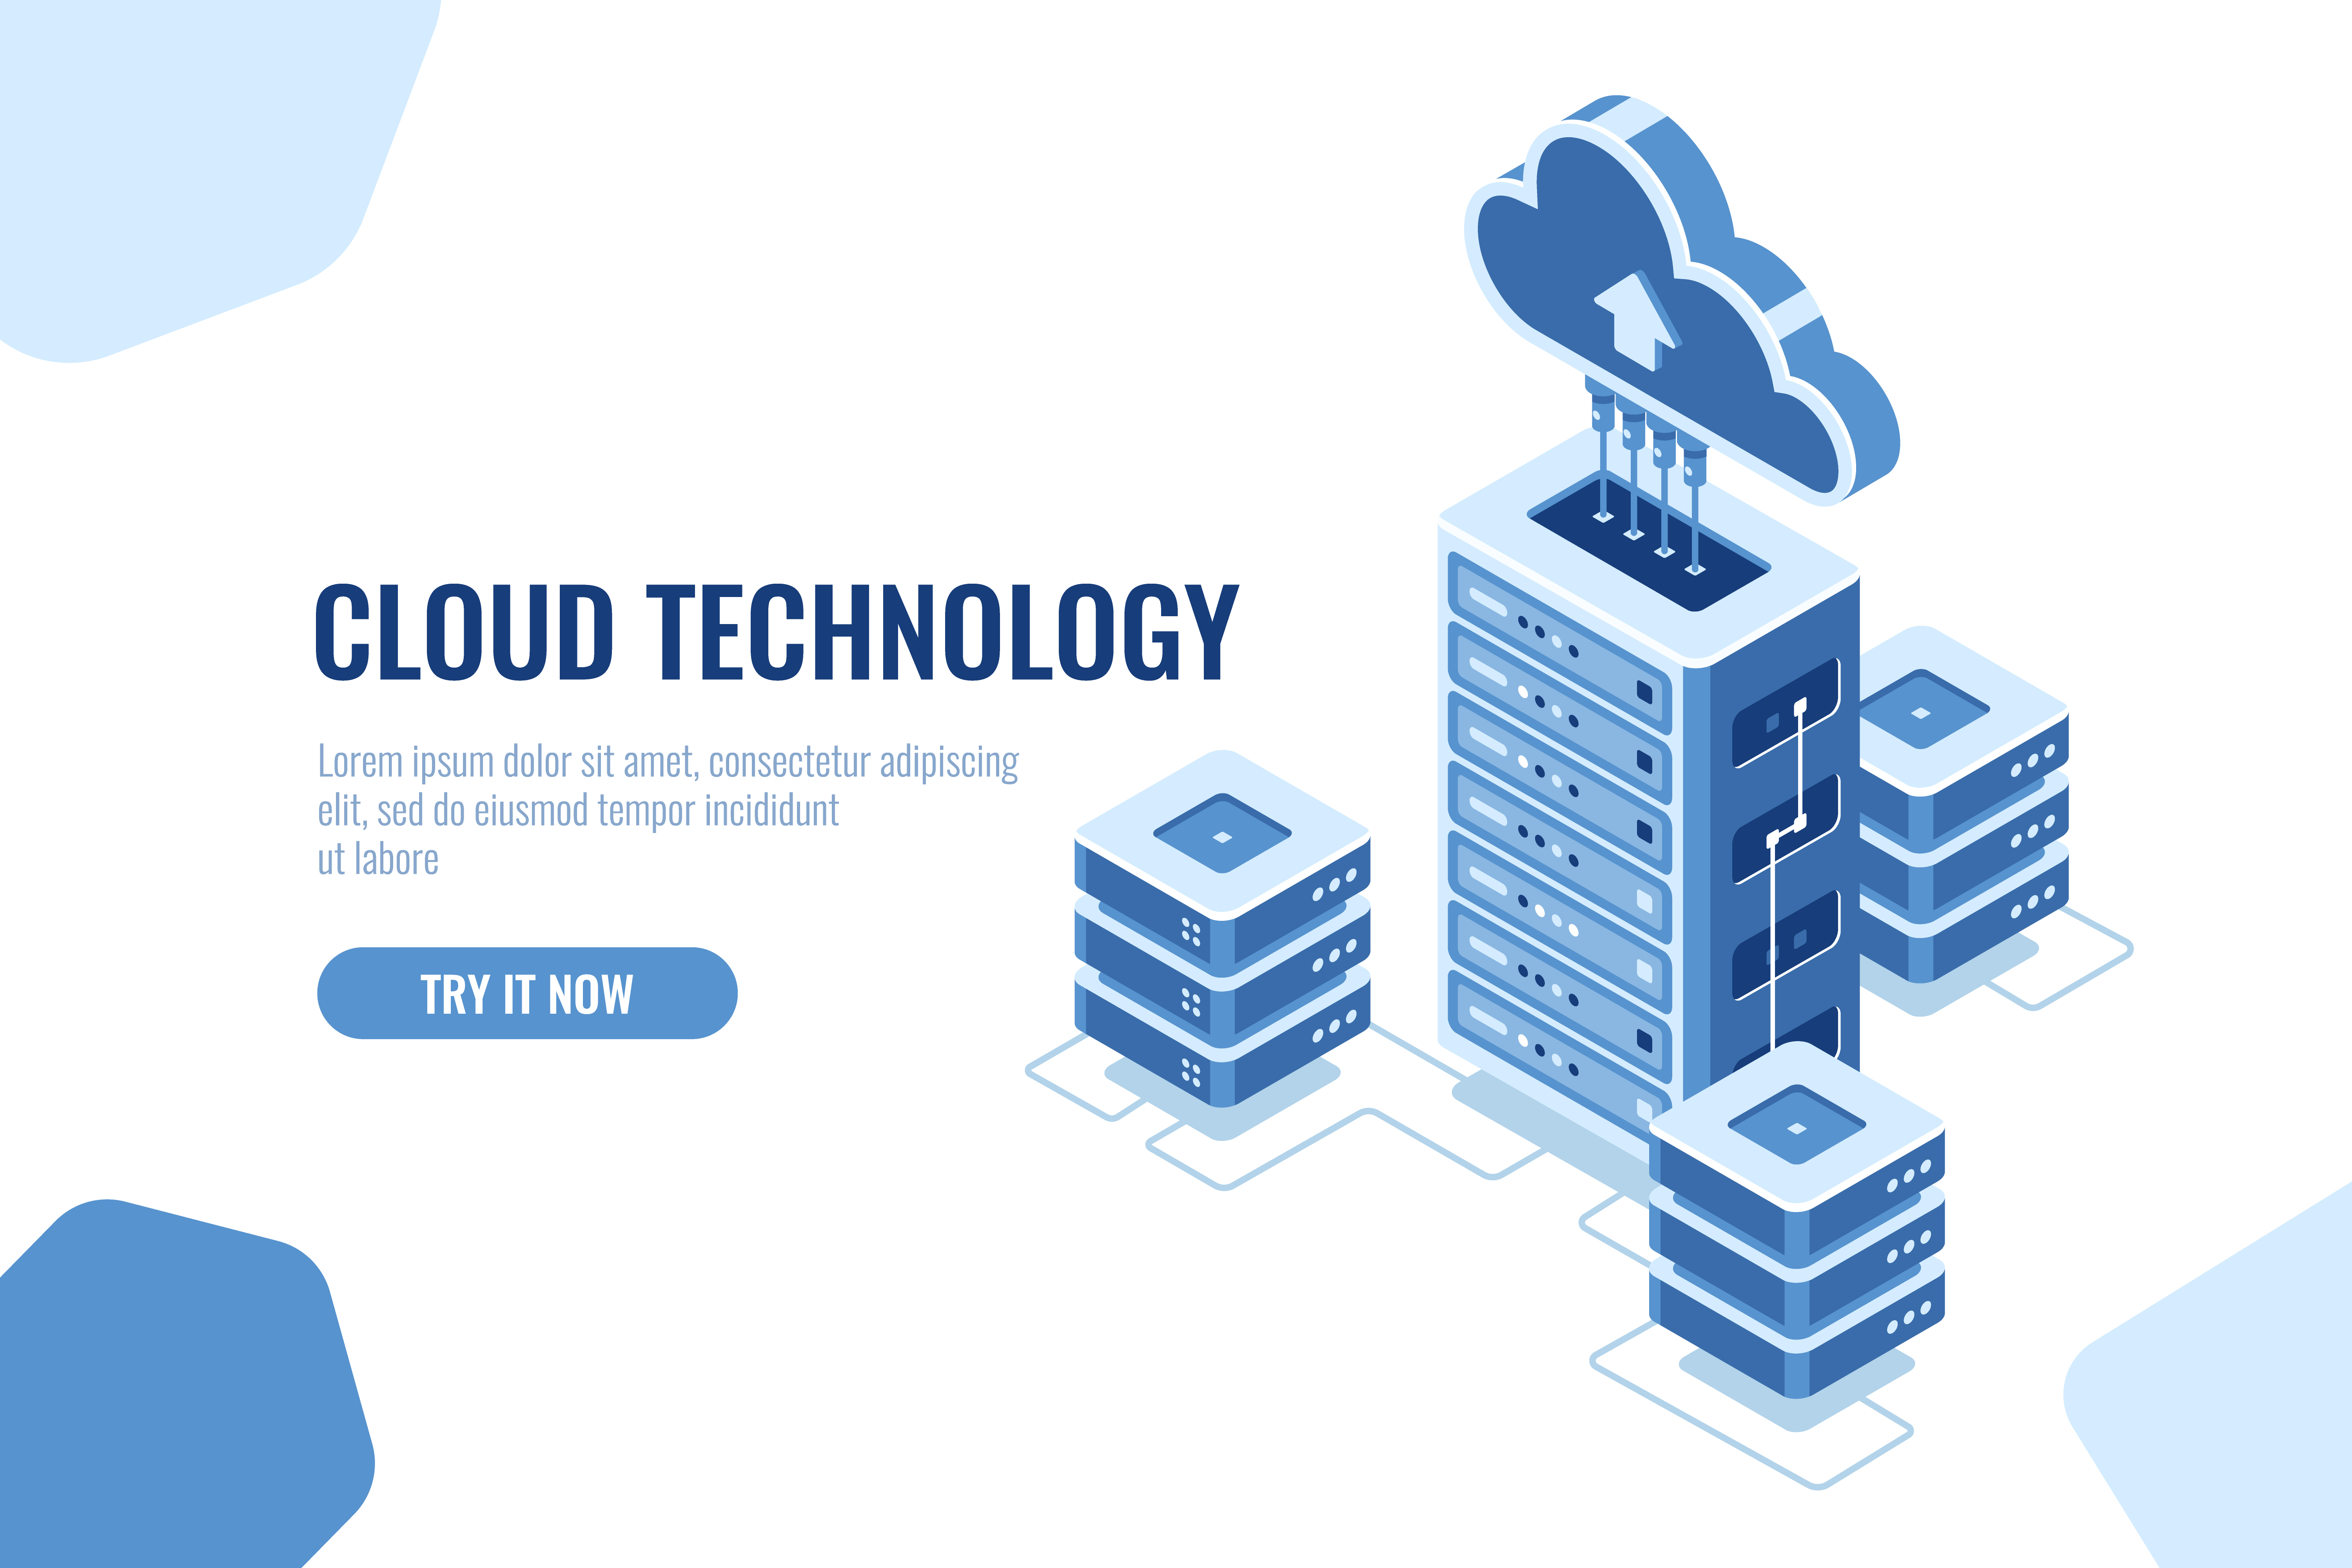 CLOUD TECHNOLOGY
Lorem ipsum dolor sit amet, consectetur adipiscing
elit, sed do eiusmod tempor incididunt
ut labore
TRY IT NOW